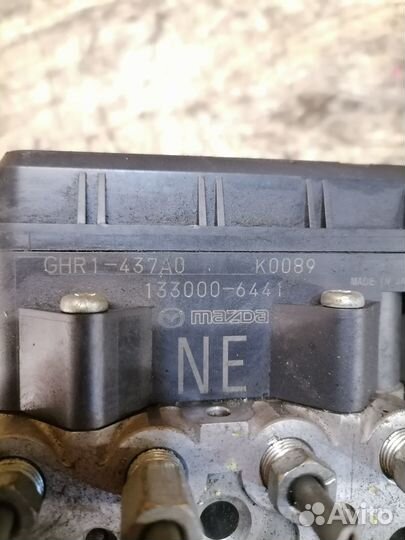 GHR1-437A0 K0089
133000-6441 MADE IN
mazda
NE
Avito